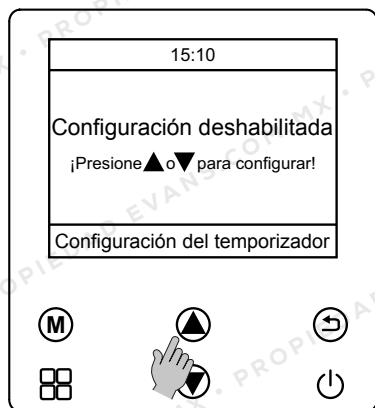 15:10
Configuración deshabilitada
¡Presione▲o▼para configurar!
Configuración del temporizador
M